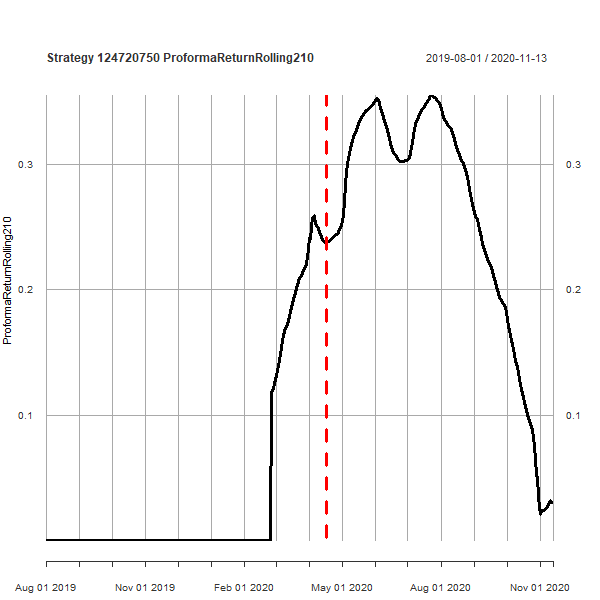 Strategy 124720750 ProformaReturnRolling210
2019-08-01 / 2020-11-13
ProformaReturnRolling210
0.3
0.3
0.2
0.2
0.1
0.1
Aug 01 2019
Nov 01 2019
Feb 01 2020
May 01 2020
Aug 01 2020
Nov 01 2020